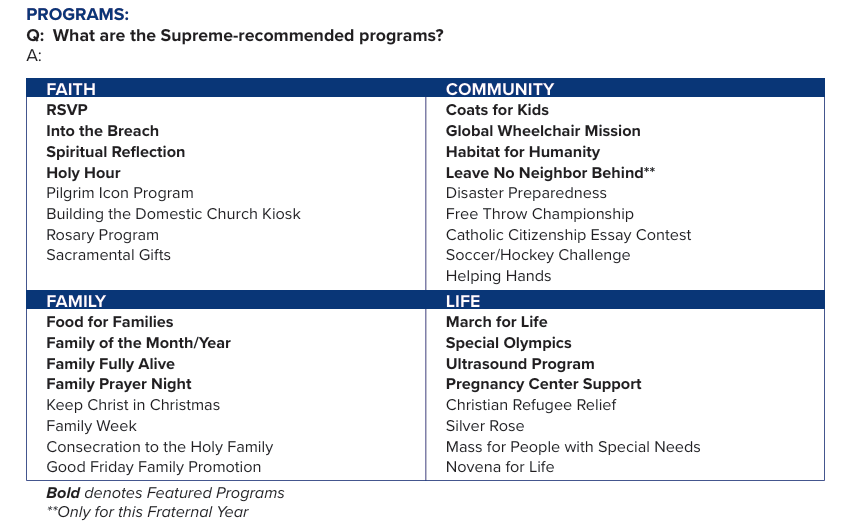 PROGRAMS:
Q: What are the Supreme-recommended programs?
A:
FAITH
RSVP
Into the Breach
Spiritual Reflection
Holy Hour
Pilgrim Icon Program
Building the Domestic Church Kiosk
Rosary Program
Sacramental Gifts
COMMUNITY
Coats for Kids
Global Wheelchair Mission
Habitat for Humanity
Leave No Neighbor Behind**
Disaster Preparedness
Free Throw Championship
Catholic Citizenship Essay Contest
Soccer/Hockey Challenge
Helping Hands
FAMILY
Food for Families
Family of the Month/Year
Family Fully Alive
Family Prayer Night
Keep Christ in Christmas
Family Week
Consecration to the Holy Family
Good Friday Family Promotion
LIFE
March for Life
Special Olympics
Ultrasound Program
Pregnancy Center Support
Christian Refugee Relief
Silver Rose
Mass for People with Special Needs
Novena for Life
Bold denotes Featured Programs
**Only for this Fraternal Year